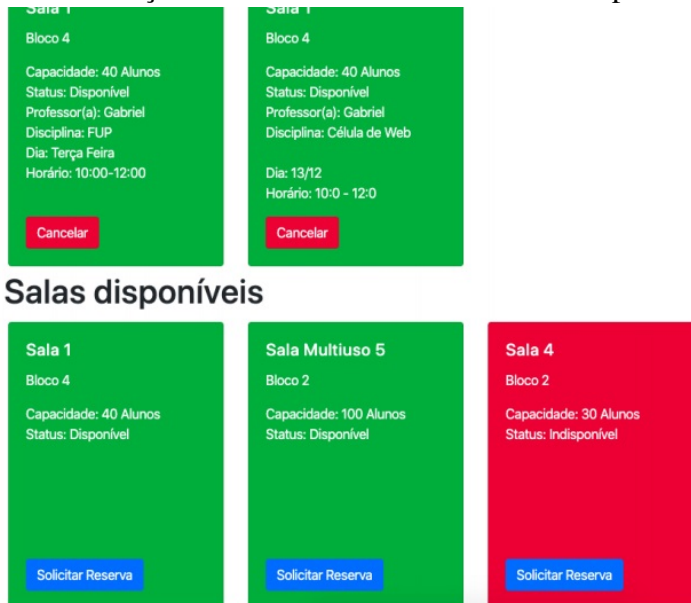 Sala 1
Bloco 4
Capacidade: 40 Alunos
Status: Disponível
Professor(a): Gabriel
Disciplina: FUP
Dia: Terça Feira
Horário: 10:00-12:00
Cancelar
Sala 1
Bloco 4
Capacidade: 40 Alunos
Status: Disponível
Professor(a): Gabriel
Disciplina: Célula de Web
Dia: 13/12
Horário: 10:0 - 12:0
Cancelar
Salas disponíveis
Sala 1
Bloco 4
Capacidade: 40 Alunos
Status: Disponível
Solicitar Reserva
Sala Multiuso 5
Bloco 2
Capacidade: 100 Alunos
Status: Disponível
Solicitar Reserva
Sala 4
Bloco 2
Capacidade: 30 Alunos
Status: Indisponível
Solicitar Reserva